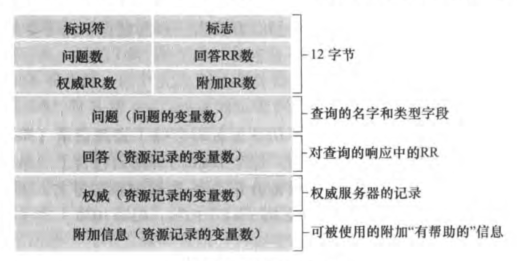 标识符 标志
问题数 回答RR数 12字节
权威RR数 附加RR数
问题（问题的变量数） 查询的名字和类型字段
回答（资源记录的变量数） 对查询的响应中的RR
权威（资源记录的变量数） 权威服务器的记录
附加信息（资源记录的变量数） 可被使用的附加“有帮助的”信息